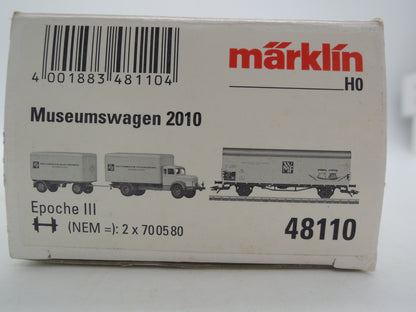 märklin
4 001883 481104
H0
Museumswagen 2010
Epoche III
(NEM =): 2 x 700580
48110